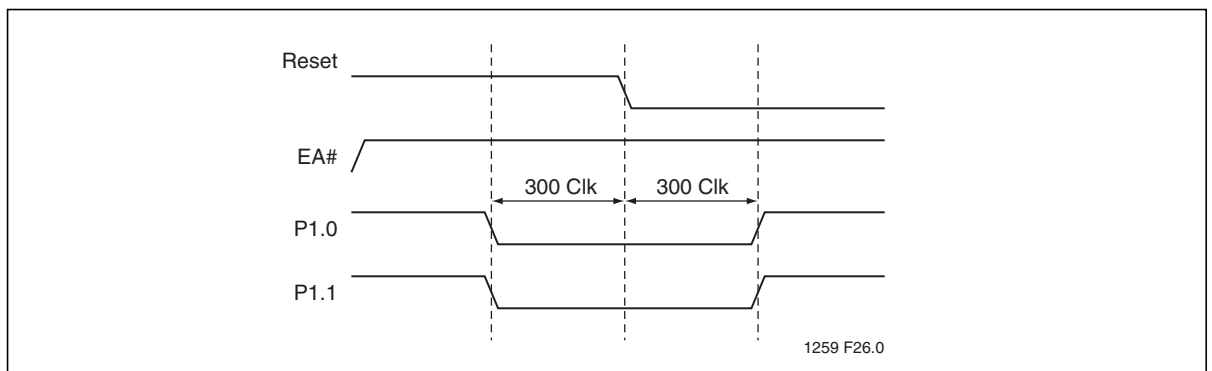 Reset
EA#
300 Clk 300 Clk
P1.0
P1.1
1259 F26.0